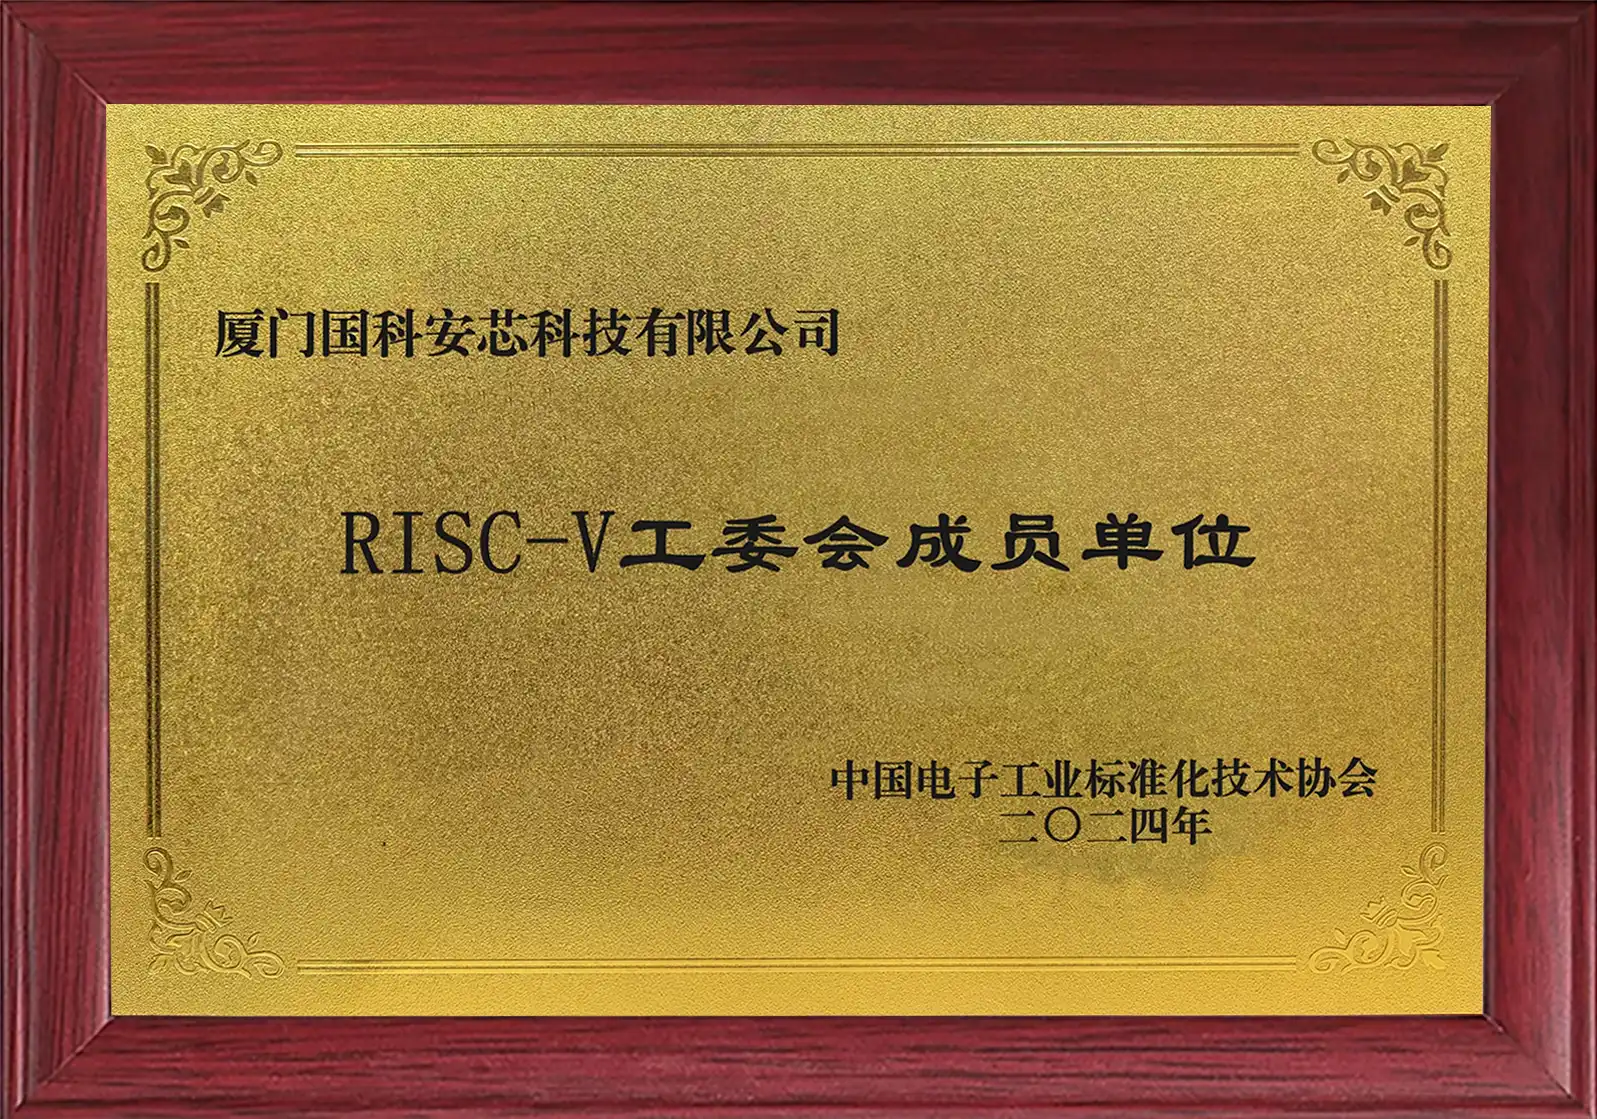 厦门国科安芯科技有限公司
RISC-V工委会成员单位
中国电子工业标准化技术协会
二〇二四年